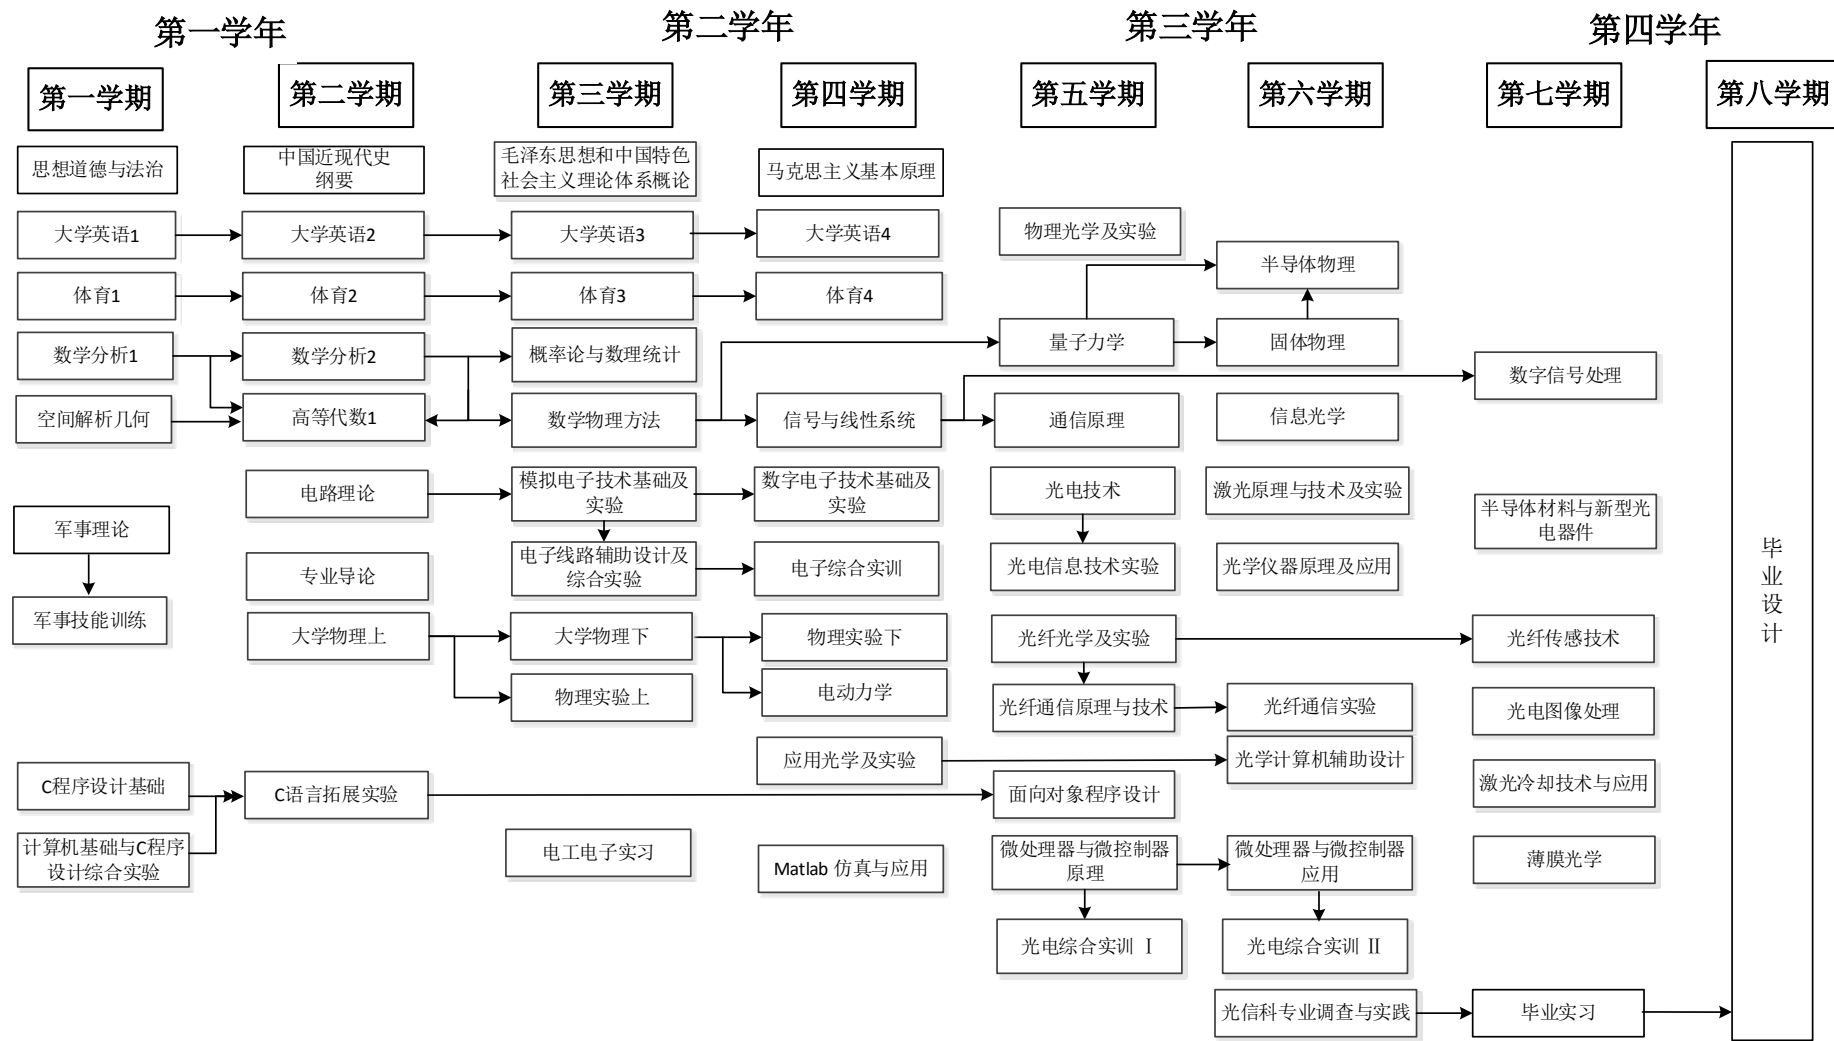 第一学年
第二学年
第三学年
第四学年
第一学期
第二学期
第三学期
第四学期
第五学期
第六学期
第七学期
第八学期
思想道德与法治
中国近现代史
纲要
毛泽东思想和中国特色
社会主义理论体系概论
马克思主义基本原理
大学英语1
大学英语2
大学英语3
大学英语4
物理光学及实验
半导体物理
体育1
体育2
体育3
体育4
数学分析1
数学分析2
概率论与数理统计
量子力学
固体物理
数字信号处理
空间解析几何
高等代数1
数学物理方法
信号与线性系统
通信原理
信息光学
电路理论
模拟电子技术基础及
实验
数字电子技术基础及
实验
光电技术
激光原理与技术及实验
半导体材料与新型光
电器件
军事理论
专业导论
电子线路辅助设计及
综合实验
电子综合实训
光电信息技术实验
光学仪器原理及应用
军事技能训练
大学物理上
大学物理下
物理实验下
光纤光学及实验
光纤传感技术
物理实验上
电动力学
光纤通信原理与技术
光纤通信实验
光电图像处理
应用光学及实验
光学计算机辅助设计
C程序设计基础
C语言拓展实验
面向对象程序设计
激光冷却技术与应用
计算机基础与C程序
设计综合实验
电工电子实习
Matlab 仿真与应用
微处理器与微控制器
原理
微处理器与微控制器
应用
薄膜光学
光电综合实训 Ⅰ
光电综合实训 Ⅱ
光信科专业调查与实践
毕业实习
毕业设计